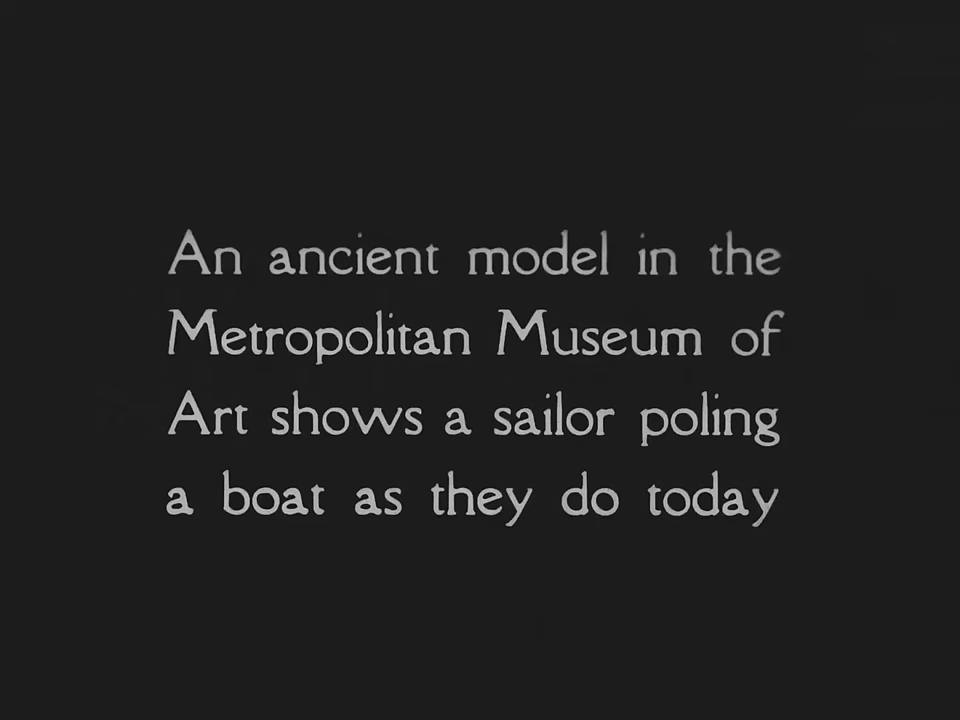 An ancient model in the
Metropolitan Museum of
Art shows a sailor poling
a boat as they do today